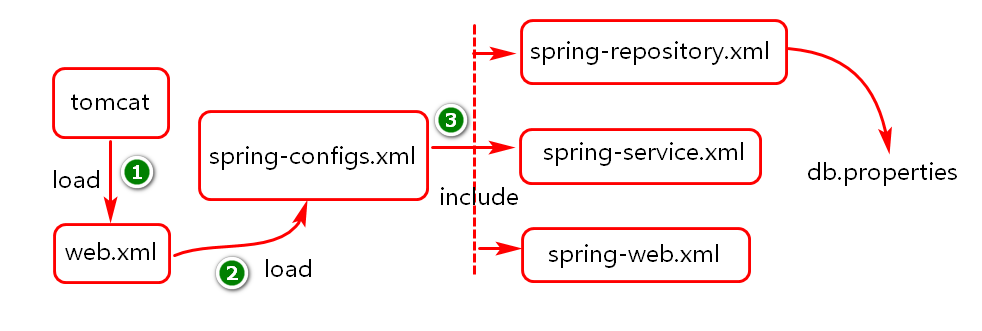 tomcat
load
1
web.xml
2
load
spring-configs.xml
3
include
spring-repository.xml
spring-service.xml
spring-web.xml
db.properties